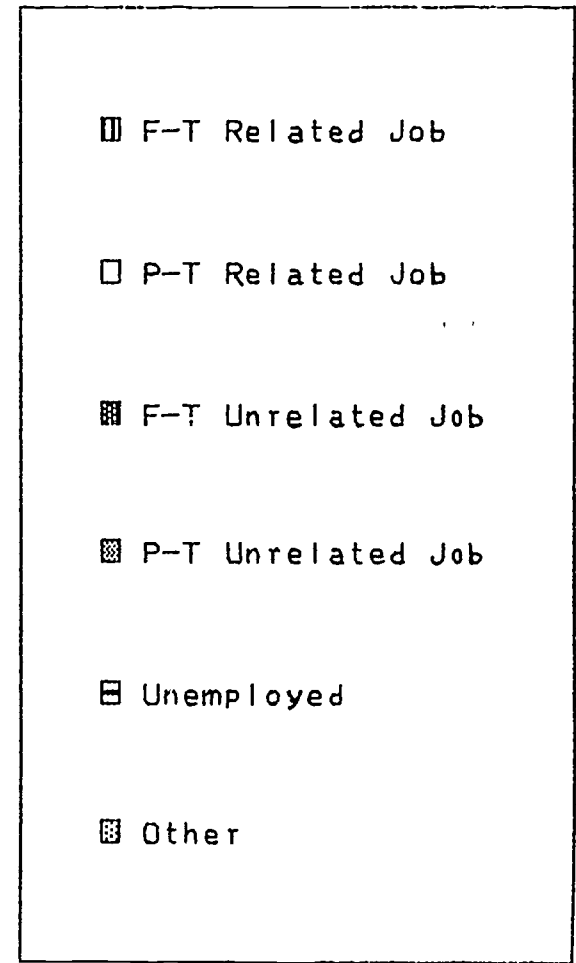 F-T Related Job
P-T Related Job
F-T Unrelated Job
P-T Unrelated Job
Unemployed
Other